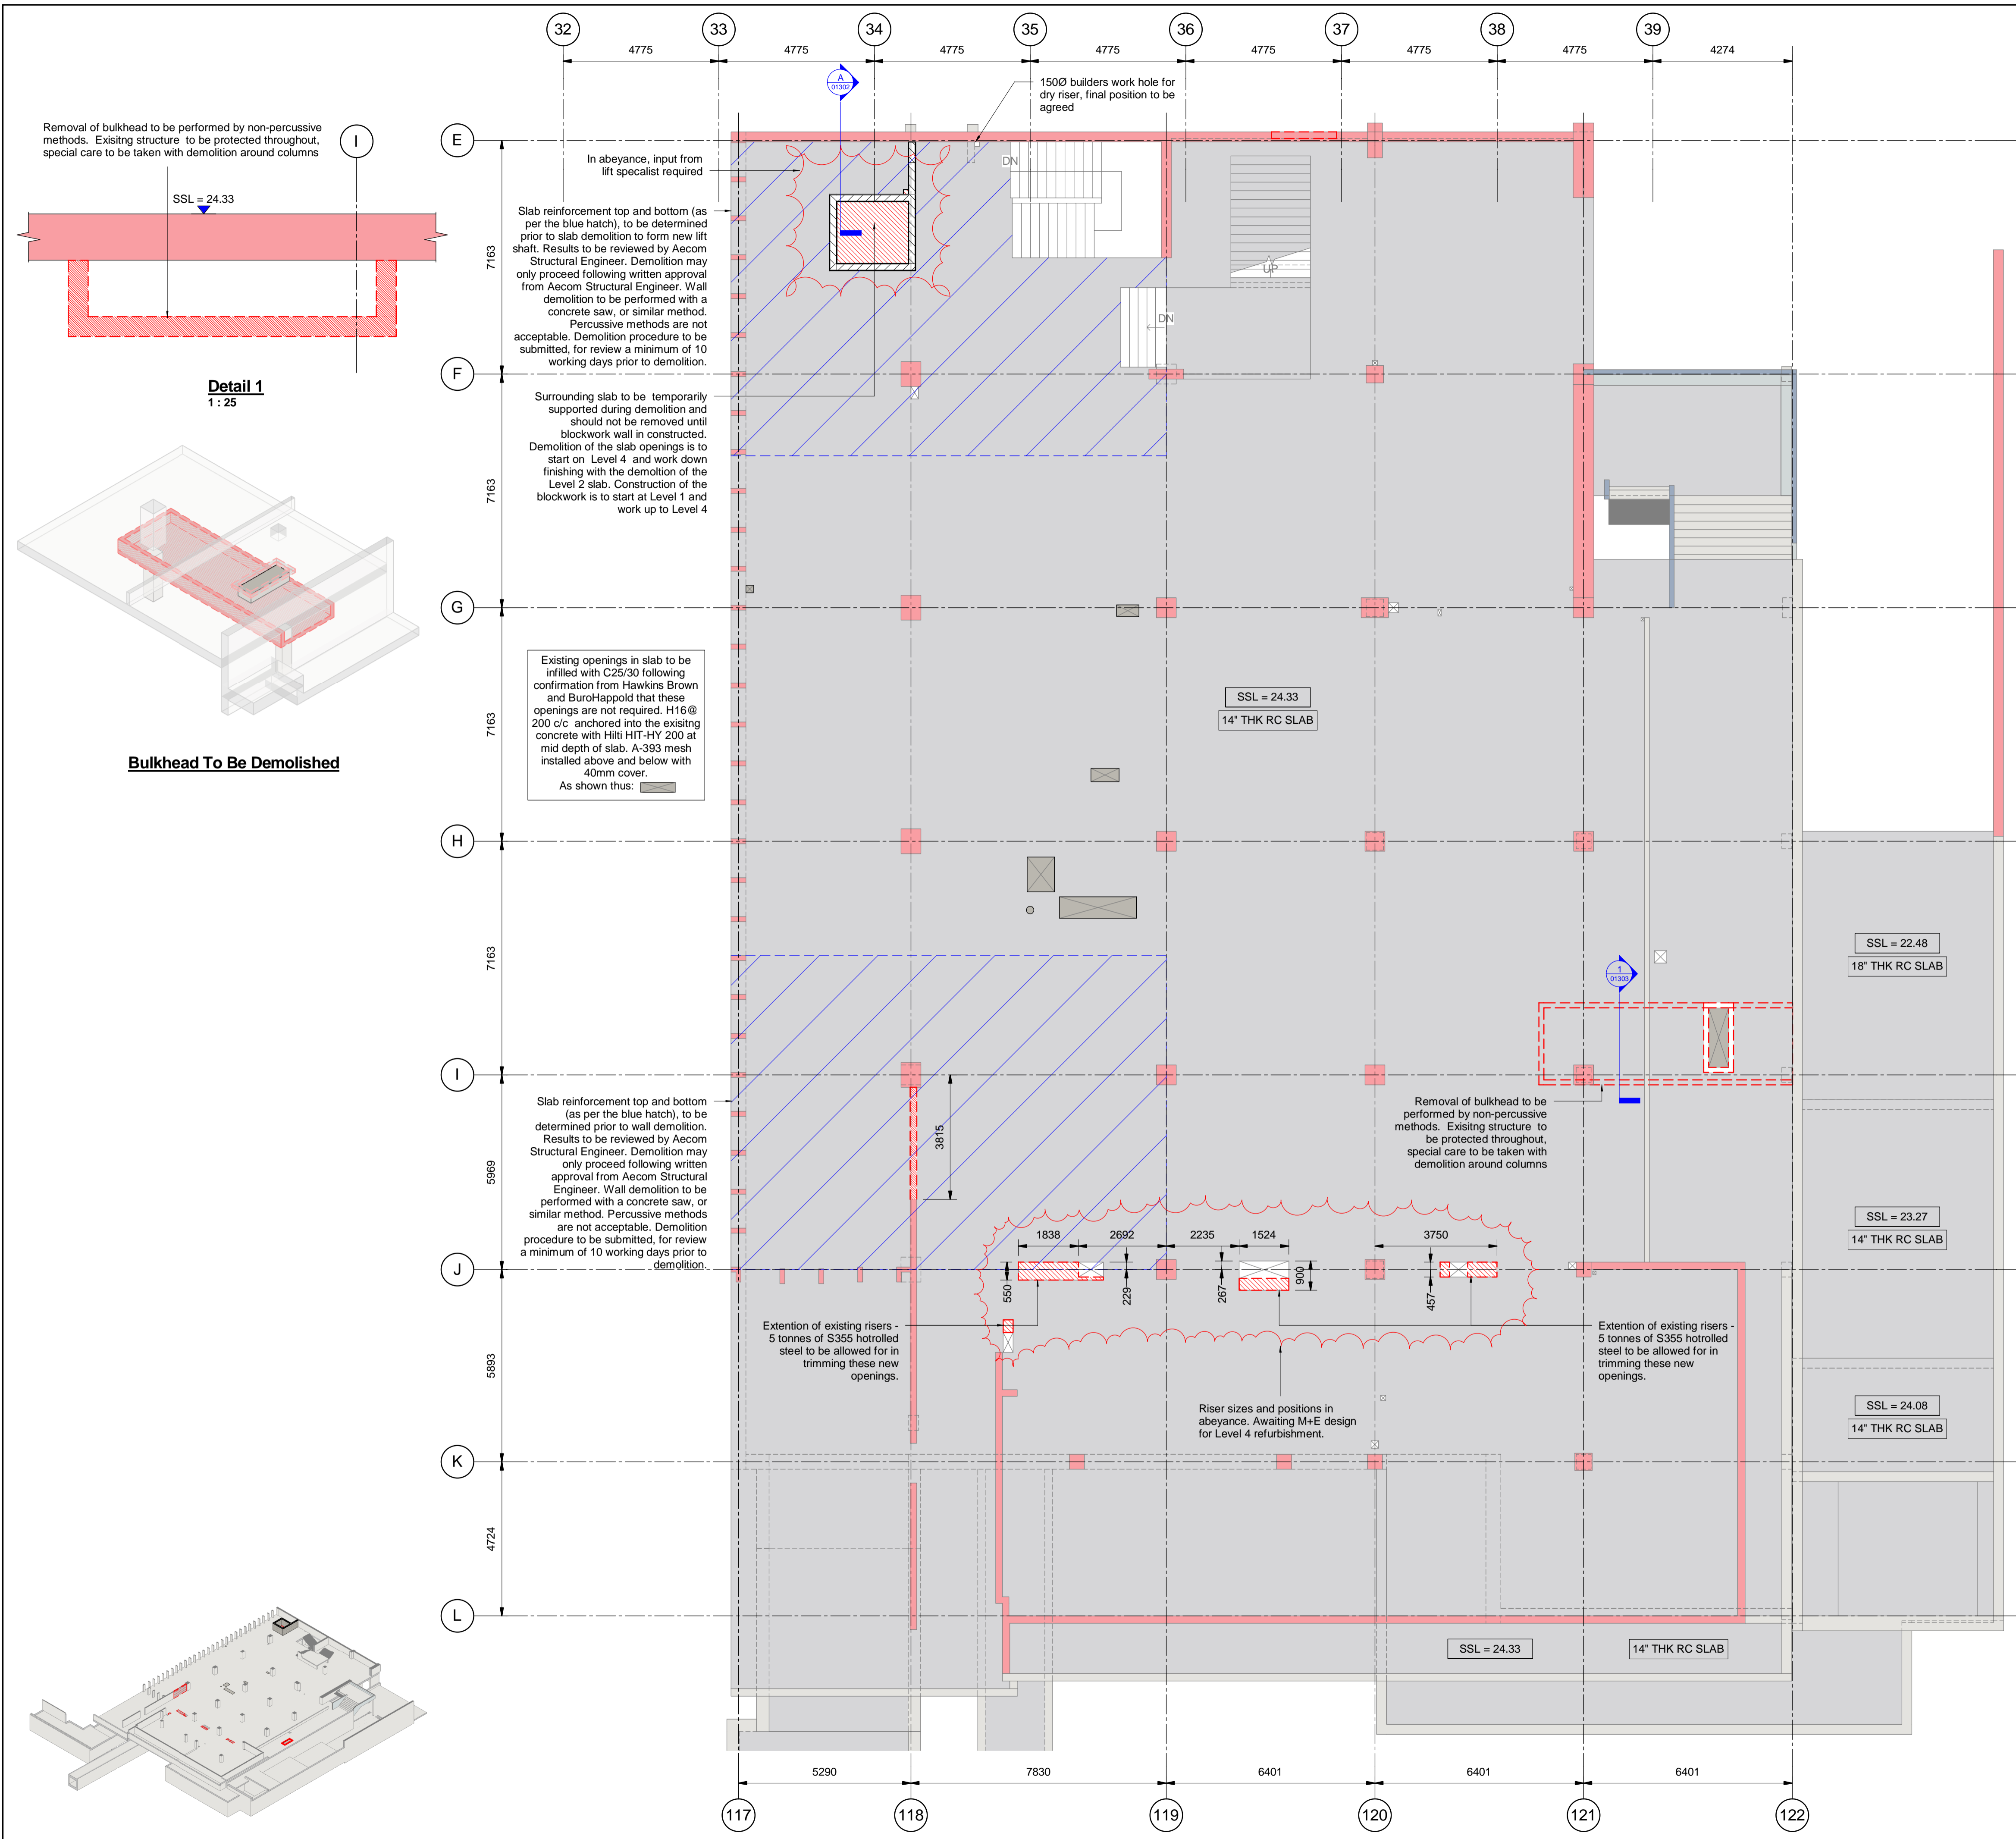 32
33
34
35
36
37
38
39
4775
4775
4775
4775
4775
4775
4775
4274
A
01302
150Ø builders work hole for
dry riser, final position to be
agreed
Removal of bulkhead to be performed by non-percussive
methods. Exisitng structure to be protected throughout,
special care to be taken with demolition around columns
I
SSL = 24.33
Detail 1
1 : 25
Bulkhead To Be Demolished
E
F
G
H
I
J
K
L
7163
7163
7163
7163
5969
5893
4724
In abeyance, input from
lift specalist required
Slab reinforcement top and bottom (as
per the blue hatch), to be determined
prior to slab demolition to form new lift
shaft. Results to be reviewed by Aecom
Structural Engineer. Demolition may
only proceed following written approval
from Aecom Structural Engineer. Wall
demolition to be performed with a
concrete saw, or similar method.
Percussive methods are not
acceptable. Demolition procedure to be
submitted, for review a minimum of 10
working days prior to demolition.
Surrounding slab to be temporarily
supported during demolition and
should not be removed until
blockwork wall in constructed.
Demolition of the slab openings is to
start on Level 4 and work down
finishing with the demoltion of the
Level 2 slab. Construction of the
blockwork is to start at Level 1 and
work up to Level 4
DN
UP
DN
Existing openings in slab to be
infilled with C25/30 following
confirmation from Hawkins Brown
and BuroHappold that these
openings are not required. H16@
200 c/c anchored into the exisitng
concrete with Hilti HIT-HY 200 at
mid depth of slab. A-393 mesh
installed above and below with
40mm cover.
As shown thus:
SSL = 24.33
14" THK RC SLAB
SSL = 22.48
18" THK RC SLAB
1
01303
Slab reinforcement top and bottom
(as per the blue hatch), to be
determined prior to wall demolition.
Results to be reviewed by Aecom
Structural Engineer. Demolition may
only proceed following written
approval from Aecom Structural
Engineer. Wall demolition to be
performed with a concrete saw, or
similar method. Percussive methods
are not acceptable. Demolition
procedure to be submitted, for review
a minimum of 10 working days prior to
demolition.
3815
Removal of bulkhead to be
performed by non-percussive
methods. Exisitng structure to
be protected throughout,
special care to be taken with
demolition around columns
SSL = 23.27
14" THK RC SLAB
1838
2692
2235
1524
3750
550
229
267
900
457
Extention of existing risers -
5 tonnes of S355 hotrolled
steel to be allowed for in
trimming these new
openings.
Extention of existing risers -
5 tonnes of S355 hotrolled
steel to be allowed for in
trimming these new
openings.
Riser sizes and positions in
abeyance. Awaiting M+E design
for Level 4 refurbishment.
SSL = 24.08
14" THK RC SLAB
SSL = 24.33
14" THK RC SLAB
5290
7830
6401
6401
6401
117
118
119
120
121
122